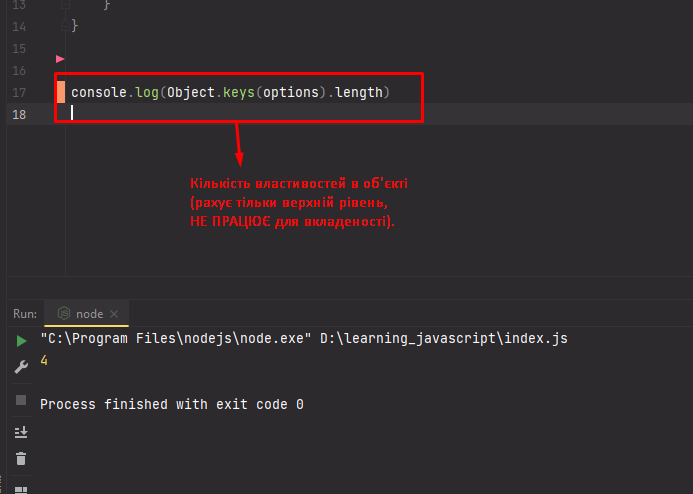 13 }
14 }
15
16
17 console.log(Object.keys(options).length)
18
Кількість властивостей в об'єкті
(рахує тільки верхній рівень,
НЕ ПРАЦЮЄ для вкладеності).
Run: node
"C:\Program Files\nodejs\node.exe" D:\learning_javascript\index.js
4
Process finished with exit code 0